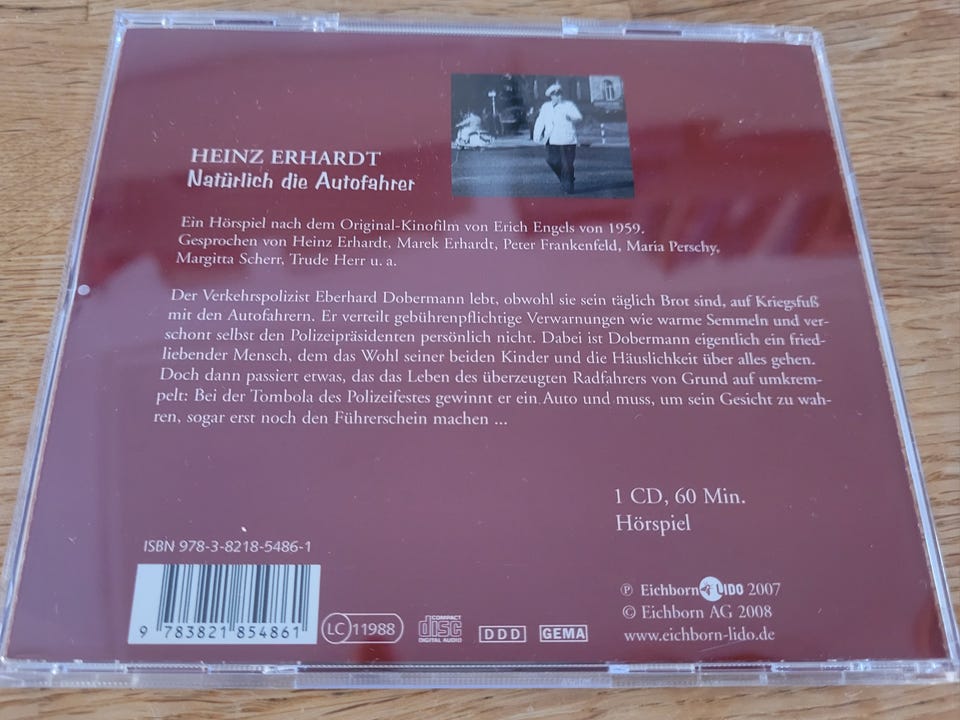 HEINZ ERHARDT
Natürlich die Autofahrer
Ein Hörspiel nach dem Original-Kinofilm von Erich Engels von 1959.
Gesprochen von Heinz Erhardt, Marek Erhardt, Peter Frankenfeld, Maria Perschy,
Margitta Scherr, Trude Herr u. a.
Der Verkehrspolizist Eberhard Dobermann lebt, obwohl sie sein täglich Brot sind, auf Kriegsfuß
mit den Autofahrern. Er verteilt gebührenpflichtige Verwarnungen wie warme Semmeln und ver-
schont selbst den Polizeipräsidenten persönlich nicht. Dabei ist Dobermann eigentlich ein fried-
liebender Mensch, dem das Wohl seiner beiden Kinder und die Häuslichkeit über alles gehen.
Doch dann passiert etwas, das das Leben des überzeugten Radfahrers von Grund auf umkrem-
pelt: Bei der Tombola des Polizeifestes gewinnt er ein Auto und muss, um sein Gesicht zu wah-
ren, sogar erst noch den Führerschein machen ...
1 CD, 60 Min.
Hörspiel
ISBN 978-3-8218-5486-1
9 783821 854861
LC 11988
COMPACT
disc
DIGITAL AUDIO
DDD
GEMA
℗ Eichborn LIDO 2007
© Eichborn AG 2008
www.eichborn-lido.de